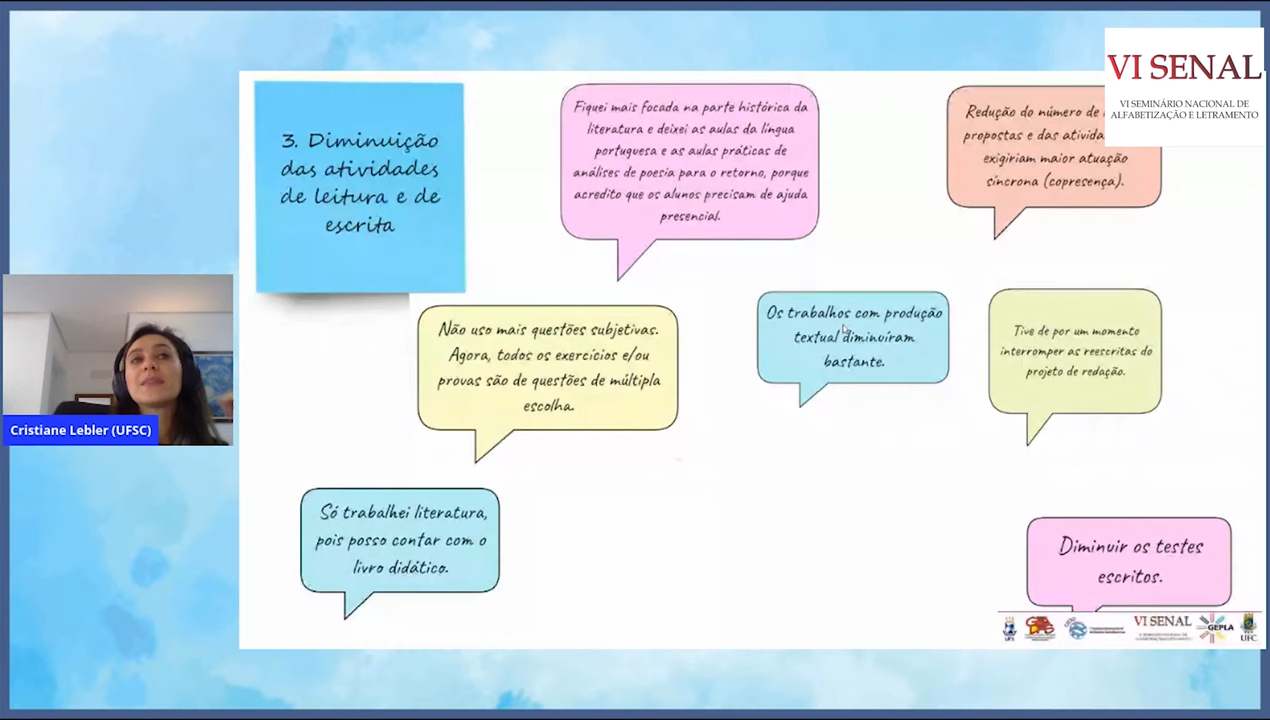 VI SENAL
VI SEMINÁRIO NACIONAL DE
ALFABETIZAÇÃO E LETRAMENTO
3. Diminuição
das atividades
de leitura e de
escrita
Fiquei mais focada na parte histórica da
literatura e deixei as aulas da língua
portuguesa e as aulas práticas de
análises de poesia para o retorno, porque
acredito que os alunos precisam de ajuda
presencial.
Redução do número de
propostas e das ativida
exigiriam maior atuação
síncrona (copresença).
Não uso mais questões subjetivas.
Agora, todos os exercícios e/ou
provas são de questões de múltipla
escolha.
Os trabalhos com produção
textual diminuíram
bastante.
Tive de por um momento
interromper as reescritas do
projeto de redação.
Cristiane Lebler (UFSC)
Só trabalhei literatura,
pois posso contar com o
livro didático.
Diminuir os testes
escritos.
VI SENAL
GEPLA
UFC